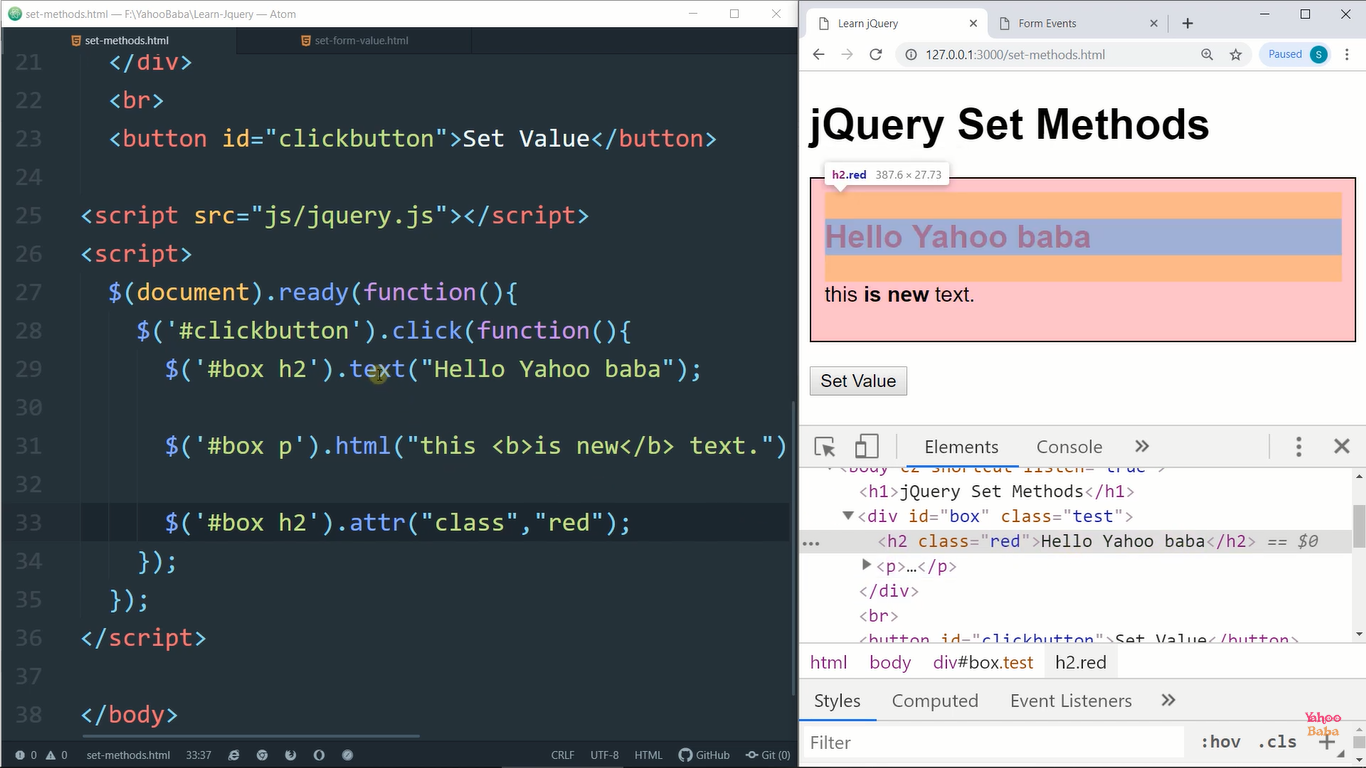 set-methods.html — F:\YahooBaba\Learn-Jquery — Atom
set-methods.html
set-form-value.html
21 </div>
22 <br>
23 <button id="clickbutton">Set Value</button>
24
25 <script src="js/jquery.js"></script>
26 <script>
27 $(document).ready(function(){
28 $('#clickbutton').click(function(){
29 $('#box h2').text("Hello Yahoo baba");
30
31 $('#box p').html("this <b>is new</b> text.")
32
33 $('#box h2').attr("class","red");
34 });
35 });
36 </script>
37
38 </body>
0 0 set-methods.html 33:37 CRLF UTF-8 HTML GitHub Git (0)
Learn jQuery
Form Events
127.0.0.1:3000/set-methods.html
Paused S
jQuery Set Methods
h2.red 387.6 × 27.73
Hello Yahoo baba
this is new text.
Set Value
Elements Console
<h1>jQuery Set Methods</h1>
<div id="box" class="test">
<h2 class="red">Hello Yahoo baba</h2> == $0
<p>…</p>
</div>
<br>
<button id="clickbutton">Set Value</button>
html body div#box.test h2.red
Styles Computed Event Listeners
Filter :hov .cls
Yahoo
Baba